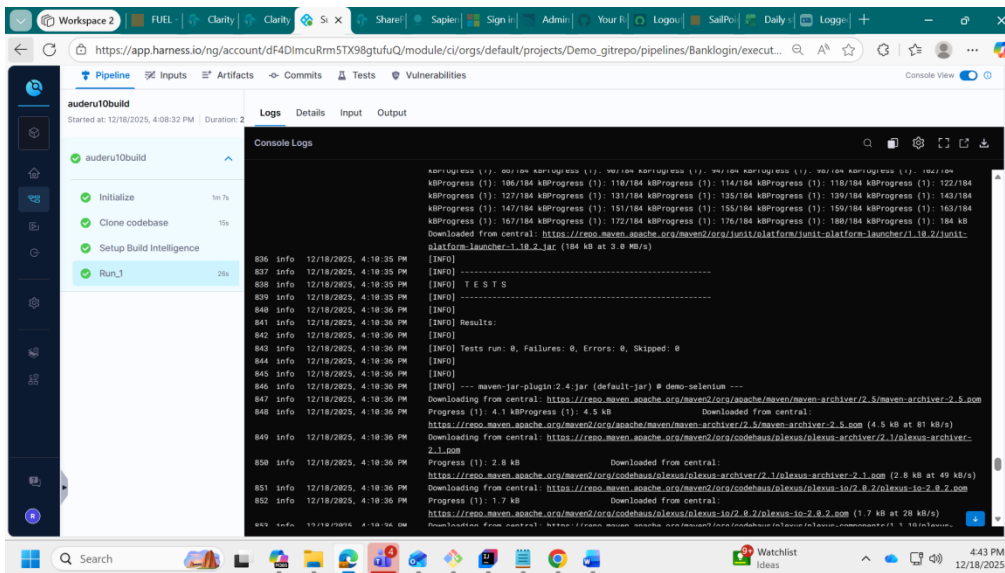 Workspace 2
FUEL -
Clarity
Clarity
Si
ShareP
Sapien
Sign in
Admin
Your R
Logout
SailPoi
Daily s
Logge
https://app.harness.io/ng/account/dF4DlmcuRrm5TX98gtufuQ/module/ci/orgs/default/projects/Demo_gitrepo/pipelines/Banklogin/execut...
Pipeline Inputs Artifacts Commits Tests Vulnerabilities
Console View
auderu10build
Started at: 12/18/2025, 4:08:32 PM Duration: 2
Logs Details Input Output
auderu10build
Initialize 1m 7s
Clone codebase 15s
Setup Build Intelligence
Run_1 26s
Console Logs
kBProgress (1): 106/184 kBProgress (1): 110/184 kBProgress (1): 114/184 kBProgress (1): 118/184 kBProgress (1): 122/184
kBProgress (1): 127/184 kBProgress (1): 131/184 kBProgress (1): 135/184 kBProgress (1): 139/184 kBProgress (1): 143/184
kBProgress (1): 147/184 kBProgress (1): 151/184 kBProgress (1): 155/184 kBProgress (1): 159/184 kBProgress (1): 163/184
kBProgress (1): 167/184 kBProgress (1): 172/184 kBProgress (1): 176/184 kBProgress (1): 180/184 kBProgress (1): 184 kB
Downloaded from central: https://repo.maven.apache.org/maven2/org/junit/platform/junit-platform-launcher/1.10.2/junit-
platform-launcher-1.10.2.jar (184 kB at 3.0 MB/s)
836 info 12/18/2025, 4:10:35 PM [INFO]
837 info 12/18/2025, 4:10:35 PM [INFO] -------------------------------------------------------
838 info 12/18/2025, 4:10:35 PM [INFO] T E S T S
839 info 12/18/2025, 4:10:35 PM [INFO] -------------------------------------------------------
840 info 12/18/2025, 4:10:36 PM [INFO]
841 info 12/18/2025, 4:10:36 PM [INFO] Results:
842 info 12/18/2025, 4:10:36 PM [INFO]
843 info 12/18/2025, 4:10:36 PM [INFO] Tests run: 0, Failures: 0, Errors: 0, Skipped: 0
844 info 12/18/2025, 4:10:36 PM [INFO]
845 info 12/18/2025, 4:10:36 PM [INFO]
846 info 12/18/2025, 4:10:36 PM [INFO] --- maven-jar-plugin:2.4:jar (default-jar) @ demo-selenium ---
847 info 12/18/2025, 4:10:36 PM Downloading from central: https://repo.maven.apache.org/maven2/org/apache/maven/maven-archiver/2.5/maven-archiver-2.5.pom
848 info 12/18/2025, 4:10:36 PM Progress (1): 4.1 kBProgress (1): 4.5 kB Downloaded from central:
https://repo.maven.apache.org/maven2/org/apache/maven/maven-archiver/2.5/maven-archiver-2.5.pom (4.5 kB at 81 kB/s)
849 info 12/18/2025, 4:10:36 PM Downloading from central: https://repo.maven.apache.org/maven2/org/codehaus/plexus/plexus-archiver/2.1/plexus-archiver-
2.1.pom
850 info 12/18/2025, 4:10:36 PM Progress (1): 2.8 kB Downloaded from central:
https://repo.maven.apache.org/maven2/org/codehaus/plexus/plexus-archiver/2.1/plexus-archiver-2.1.pom (2.8 kB at 49 kB/s)
851 info 12/18/2025, 4:10:36 PM Downloading from central: https://repo.maven.apache.org/maven2/org/codehaus/plexus/plexus-io/2.0.2/plexus-io-2.0.2.pom
852 info 12/18/2025, 4:10:36 PM Progress (1): 1.7 kB Downloaded from central:
https://repo.maven.apache.org/maven2/org/codehaus/plexus/plexus-io/2.0.2/plexus-io-2.0.2.pom (1.7 kB at 28 kB/s)
R
Search
9+
Watchlist
Ideas
4
4:43 PM
12/18/2025